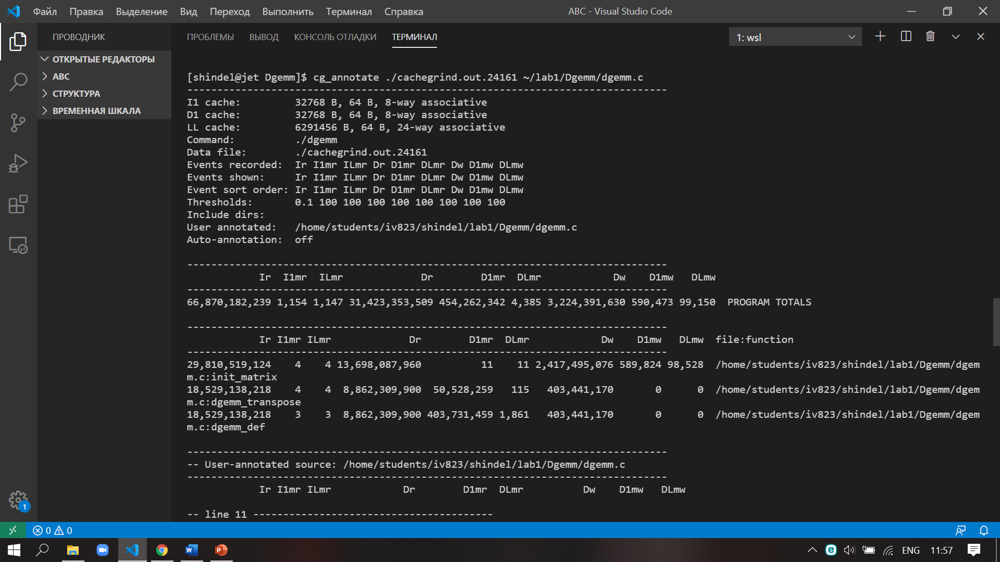 Файл Правка Выделение Вид Переход Выполнить Терминал Справка ABC - Visual Studio Code
ПРОВОДНИК
ОТКРЫТЫЕ РЕДАКТОРЫ
ABC
СТРУКТУРА
ВРЕМЕННАЯ ШКАЛА
ПРОБЛЕМЫ ВЫВОД КОНСОЛЬ ОТЛАДКИ ТЕРМИНАЛ 1: wsl
[shindel@jet Dgemm]$ cg_annotate ./cachegrind.out.24161 ~/lab1/Dgemm/dgemm.c
--------------------------------------------------------------------------------
I1 cache: 32768 B, 64 B, 8-way associative
D1 cache: 32768 B, 64 B, 8-way associative
LL cache: 6291456 B, 64 B, 24-way associative
Command: ./dgemm
Data file: ./cachegrind.out.24161
Events recorded: Ir I1mr ILmr Dr D1mr DLmr Dw D1mw DLmw
Events shown: Ir I1mr ILmr Dr D1mr DLmr Dw D1mw DLmw
Event sort order: Ir I1mr ILmr Dr D1mr DLmr Dw D1mw DLmw
Thresholds: 0.1 100 100 100 100 100 100 100 100
Include dirs:
User annotated: /home/students/iv823/shindel/lab1/Dgemm/dgemm.c
Auto-annotation: off
--------------------------------------------------------------------------------
Ir I1mr ILmr Dr D1mr DLmr Dw D1mw DLmw
--------------------------------------------------------------------------------
66,870,182,239 1,154 1,147 31,423,353,509 454,262,342 4,385 3,224,391,630 590,473 99,150 PROGRAM TOTALS
--------------------------------------------------------------------------------
Ir I1mr ILmr Dr D1mr DLmr Dw D1mw DLmw file:function
--------------------------------------------------------------------------------
29,810,519,124 4 4 13,698,087,960 11 11 2,417,495,076 589,824 98,528 /home/students/iv823/shindel/lab1/Dgemm/dgem
m.c:init_matrix
18,529,138,218 4 4 8,862,309,900 50,528,259 115 403,441,170 0 0 /home/students/iv823/shindel/lab1/Dgemm/dgem
m.c:dgemm_transpose
18,529,138,218 3 3 8,862,309,900 403,731,459 1,861 403,441,170 0 0 /home/students/iv823/shindel/lab1/Dgemm/dgem
m.c:dgemm_def
--------------------------------------------------------------------------------
-- User-annotated source: /home/students/iv823/shindel/lab1/Dgemm/dgemm.c
--------------------------------------------------------------------------------
Ir I1mr ILmr Dr D1mr DLmr Dw D1mw DLmw
-- line 11 ----------------------------------------
1
0 0
ENG 11:57